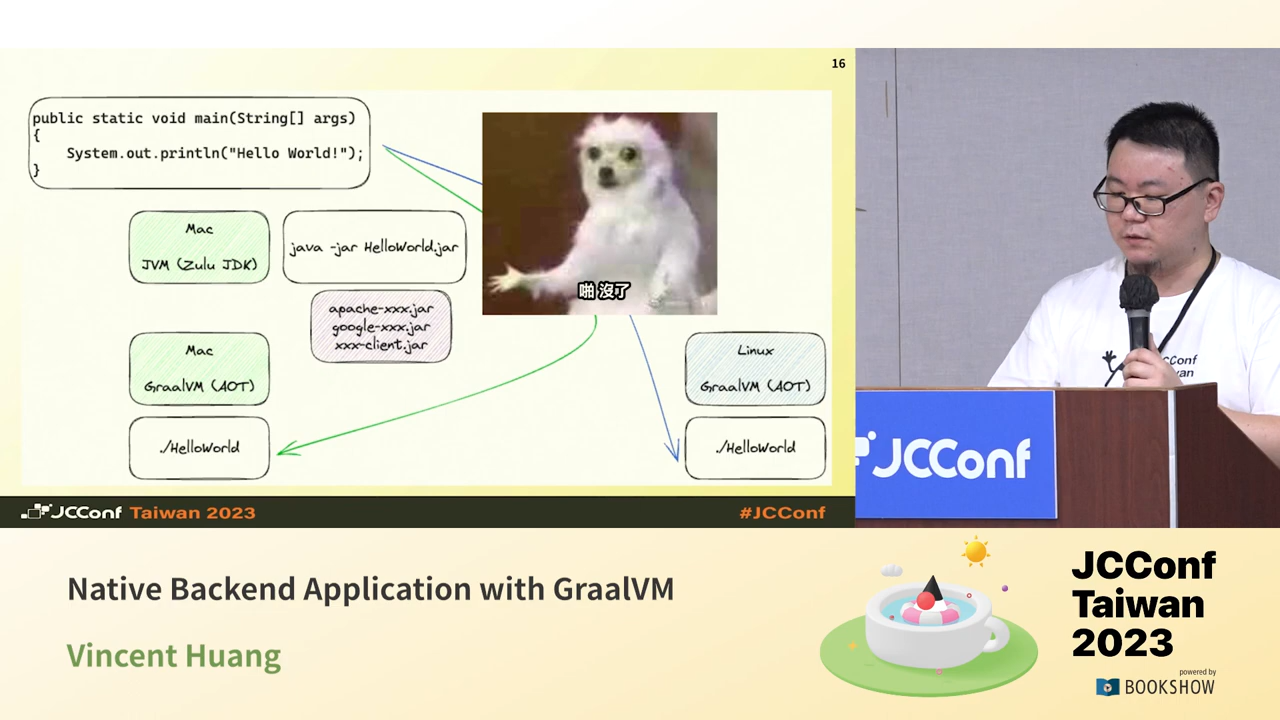 16
public static void main(String[] args)
{
System.out.println("Hello World!");
}
Mac
JVM (Zulu JDK)
java -jar HelloWorld.jar
apache-xxx.jar
google-xxx.jar
xxx-client.jar
啪 沒了
Mac
GraalVM (AOT)
./HelloWorld
Linux
GraalVM (AOT)
./HelloWorld
JCConf Taiwan 2023
#JCConf
JCConf
Native Backend Application with GraalVM
Vincent Huang
JCConf
Taiwan
2023
powered by
BOOKSHOW